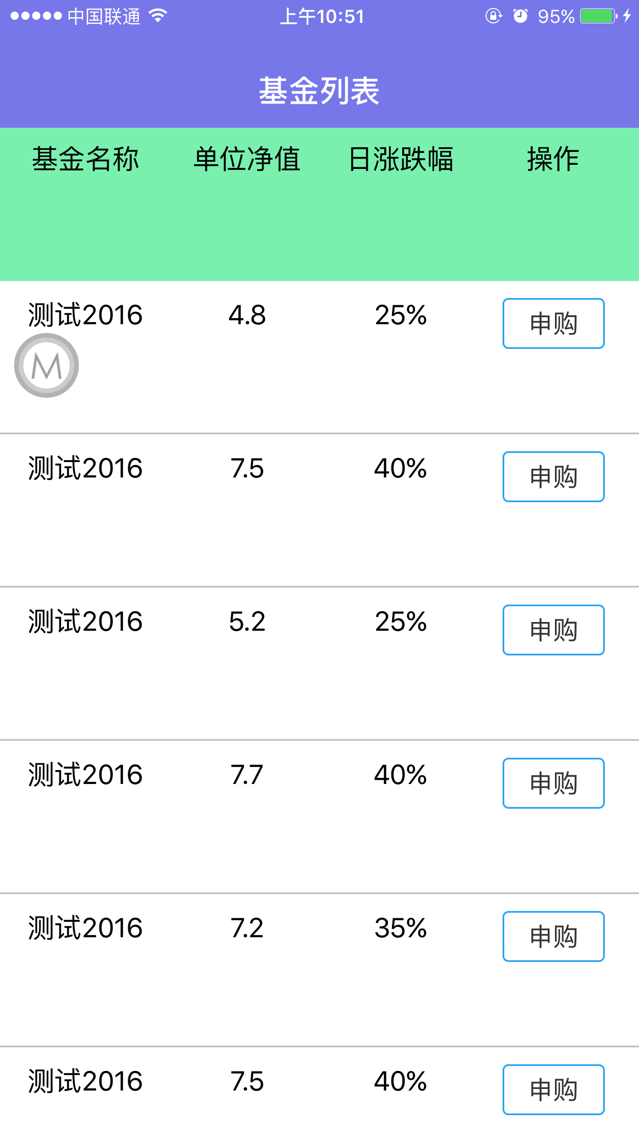 中国联通 上午10:51 95%
基金列表
基金名称 单位净值 日涨跌幅 操作
测试2016 4.8 25% 申购
M
测试2016 7.5 40% 申购
测试2016 5.2 25% 申购
测试2016 7.7 40% 申购
测试2016 7.2 35% 申购
测试2016 7.5 40% 申购